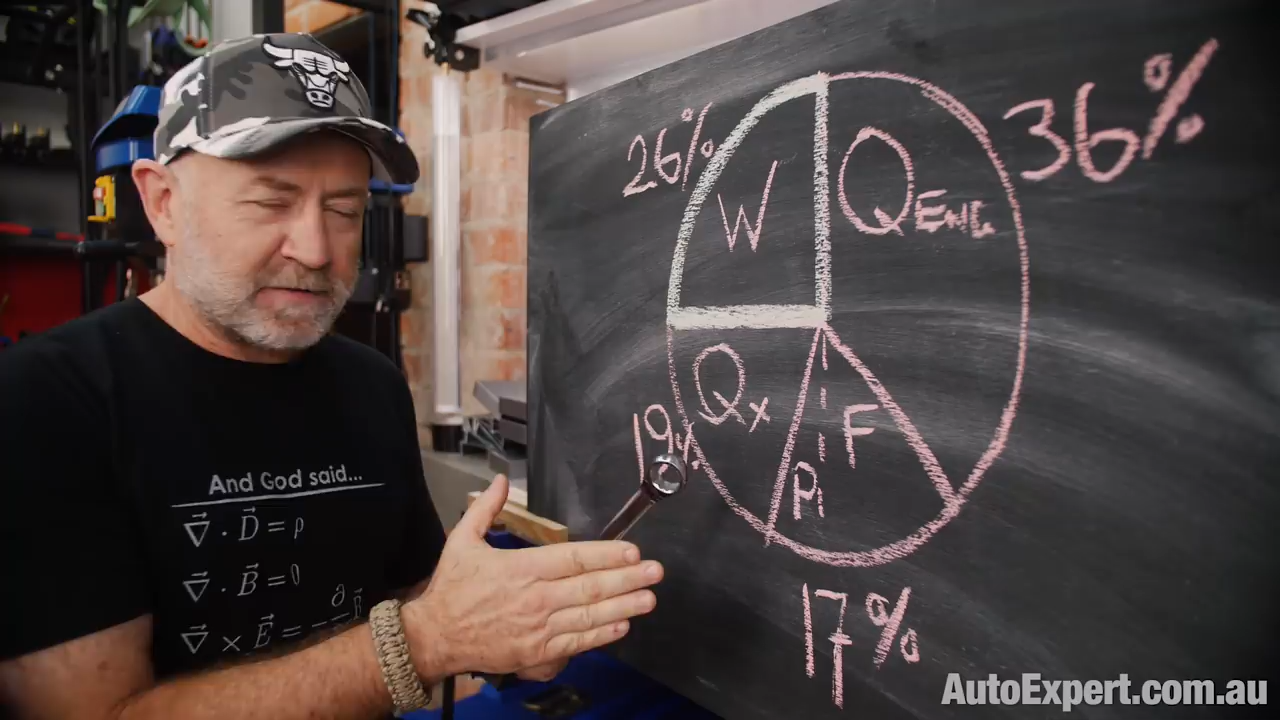 And God said...
∇⃗ · D⃗ = ρ
∇⃗ · B⃗ = 0
∇⃗ × E⃗ = - ∂ B⃗
26%
W
QENG
36%
Qx
19%
P
F
17%
AutoExpert.com.au